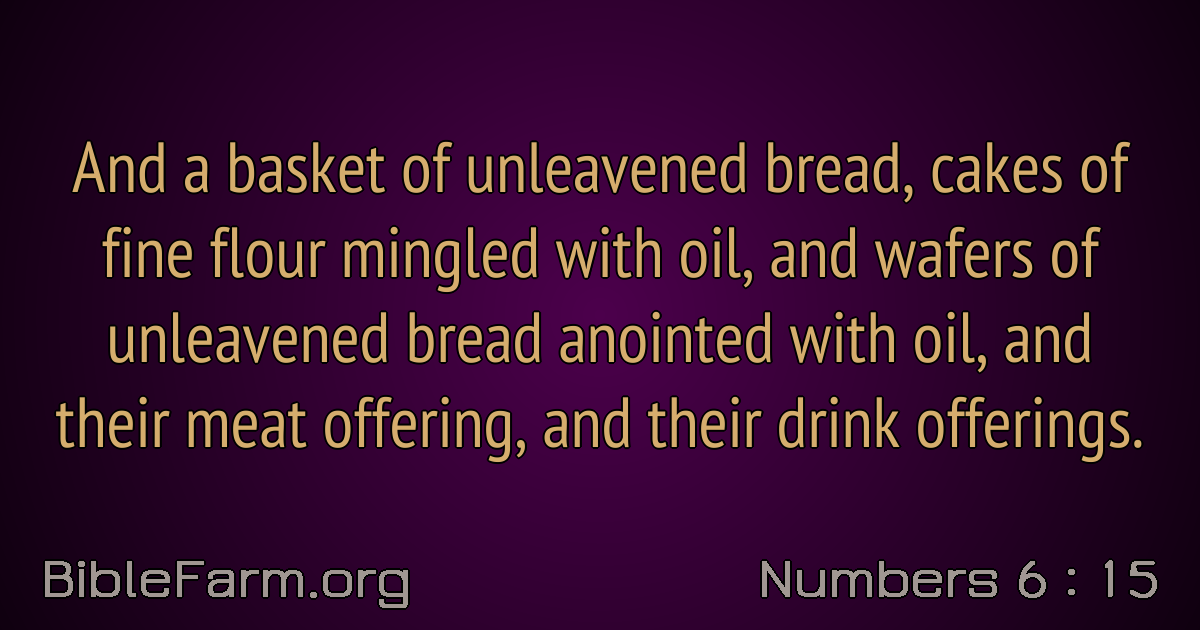 And a basket of unleavened bread, cakes of
fine flour mingled with oil, and wafers of
unleavened bread anointed with oil, and
their meat offering, and their drink offerings.
BibleFarm.org
Numbers 6 : 15